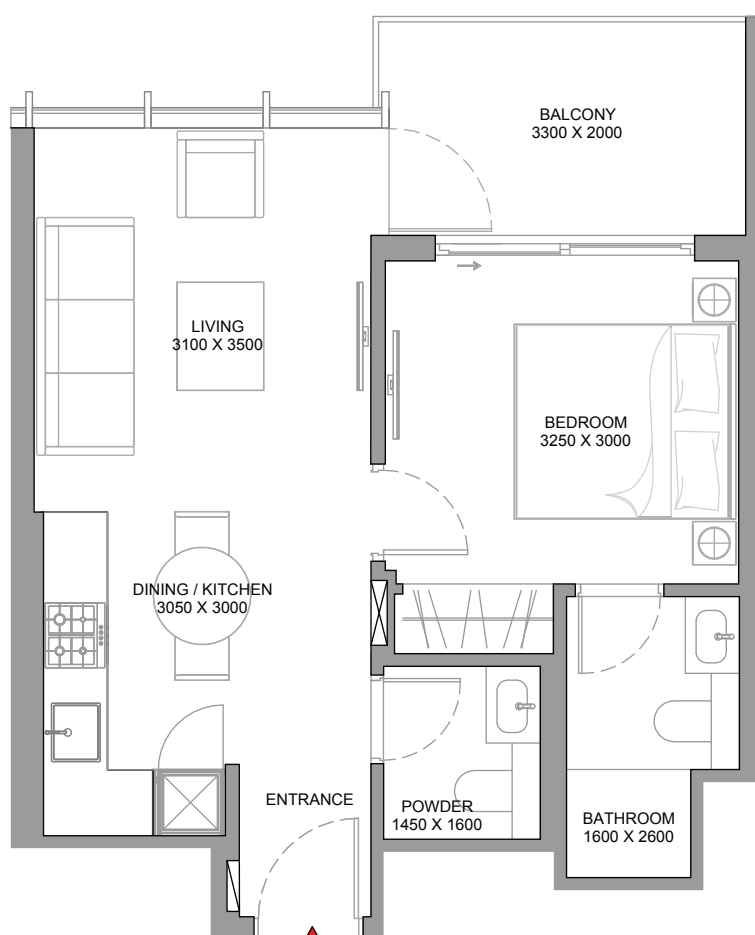 BALCONY
3300 X 2000
LIVING
3100 X 3500
BEDROOM
3250 X 3000
DINING / KITCHEN
3050 X 3000
ENTRANCE
POWDER
1450 X 1600
BATHROOM
1600 X 2600